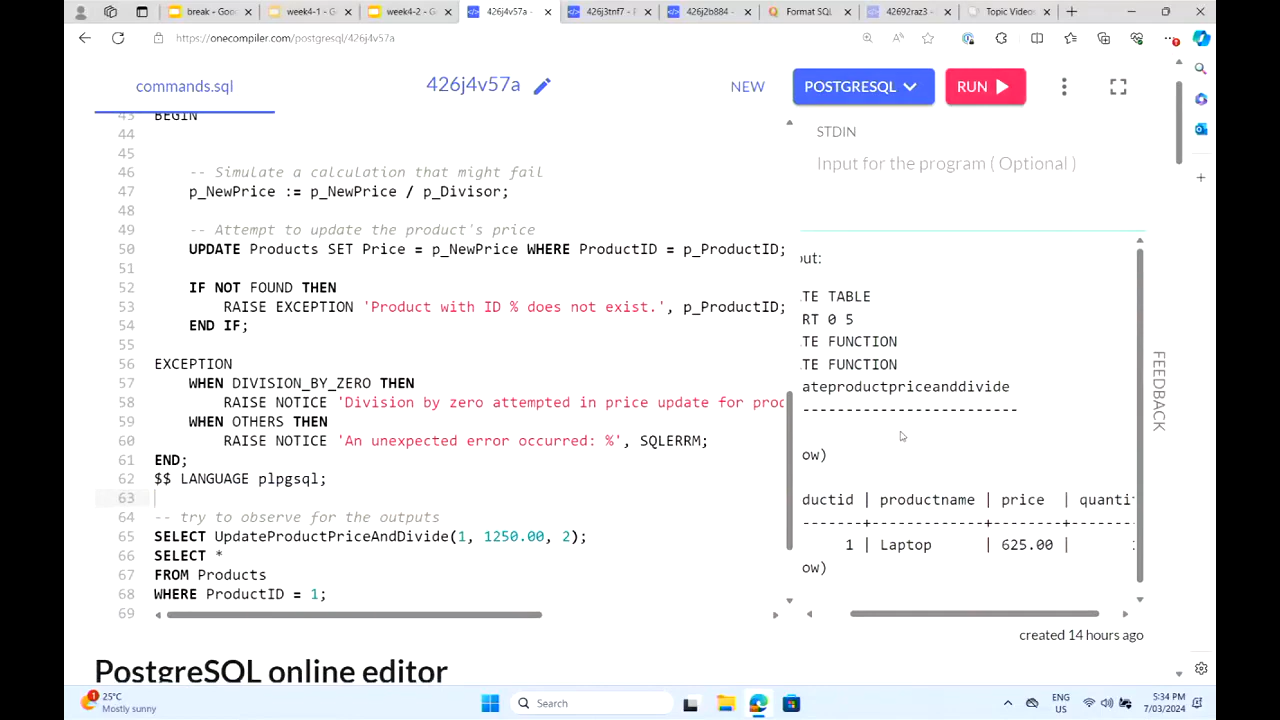 break - Goo
week4-1 - G
week4-2 - G
426j4v57a -
426j3tnf7 - P
426j2b884 -
Format SQL
42692raz3 -
Topic Video
https://onecompiler.com/postgresql/426j4v57a
commands.sql
426j4v57a
NEW
POSTGRESQL
RUN
43 BEGIN
44
45
46 -- Simulate a calculation that might fail
47 p_NewPrice := p_NewPrice / p_Divisor;
48
49 -- Attempt to update the product's price
50 UPDATE Products SET Price = p_NewPrice WHERE ProductID = p_ProductID;
51
52 IF NOT FOUND THEN
53 RAISE EXCEPTION 'Product with ID % does not exist.', p_ProductID;
54 END IF;
55
56 EXCEPTION
57 WHEN DIVISION_BY_ZERO THEN
58 RAISE NOTICE 'Division by zero attempted in price update for prod
59 WHEN OTHERS THEN
60 RAISE NOTICE 'An unexpected error occurred: %', SQLERRM;
61 END;
62 $$ LANGUAGE plpgsql;
63
64 -- try to observe for the outputs
65 SELECT UpdateProductPriceAndDivide(1, 1250.00, 2);
66 SELECT *
67 FROM Products
68 WHERE ProductID = 1;
69
STDIN
Input for the program ( Optional )
out:
TE TABLE
RT 0 5
TE FUNCTION
TE FUNCTION
ateproductpriceanddivide
-------------------------
ow)
ductid | productname | price | quanti
-------+-------------+--------+-------
1 | Laptop | 625.00 |
ow)
FEEDBACK
created 14 hours ago
PostgreSQL online editor
1
25°C
Mostly sunny
Search
ENG
US
5:34 PM
7/03/2024